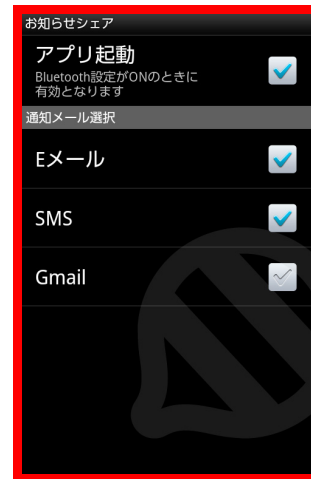 お知らせシェア
アプリ起動
Bluetooth設定がONのときに
有効となります
通知メール選択
Eメール
SMS
Gmail